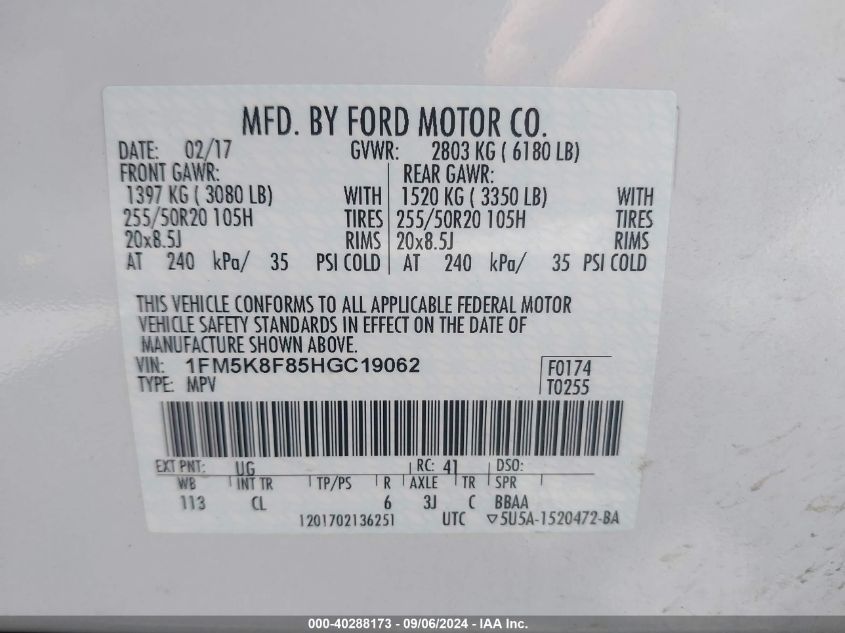 MFD. BY FORD MOTOR CO.
DATE: 02/17 GVWR: 2803 KG ( 6180 LB)
FRONT GAWR: REAR GAWR:
1397 KG ( 3080 LB) WITH 1520 KG ( 3350 LB) WITH
255/50R20 105H TIRES 255/50R20 105H TIRES
20x8.5J RIMS 20x8.5J RIMS
AT 240 kPa/ 35 PSI COLD AT 240 kPa/ 35 PSI COLD
THIS VEHICLE CONFORMS TO ALL APPLICABLE FEDERAL MOTOR
VEHICLE SAFETY STANDARDS IN EFFECT ON THE DATE OF
MANUFACTURE SHOWN ABOVE.
VIN: 1FM5K8F85HGC19062 F0174
TYPE: MPV T0255
EXT PNT: UG RC: 41 DSO:
WB INT TR TP/PS R AXLE TR SPR
113 CL 6 3J C BBAA
1201702136251 UTC ▽5U5A-1520472-BA
000-40288173 - 09/06/2024 - IAA Inc.